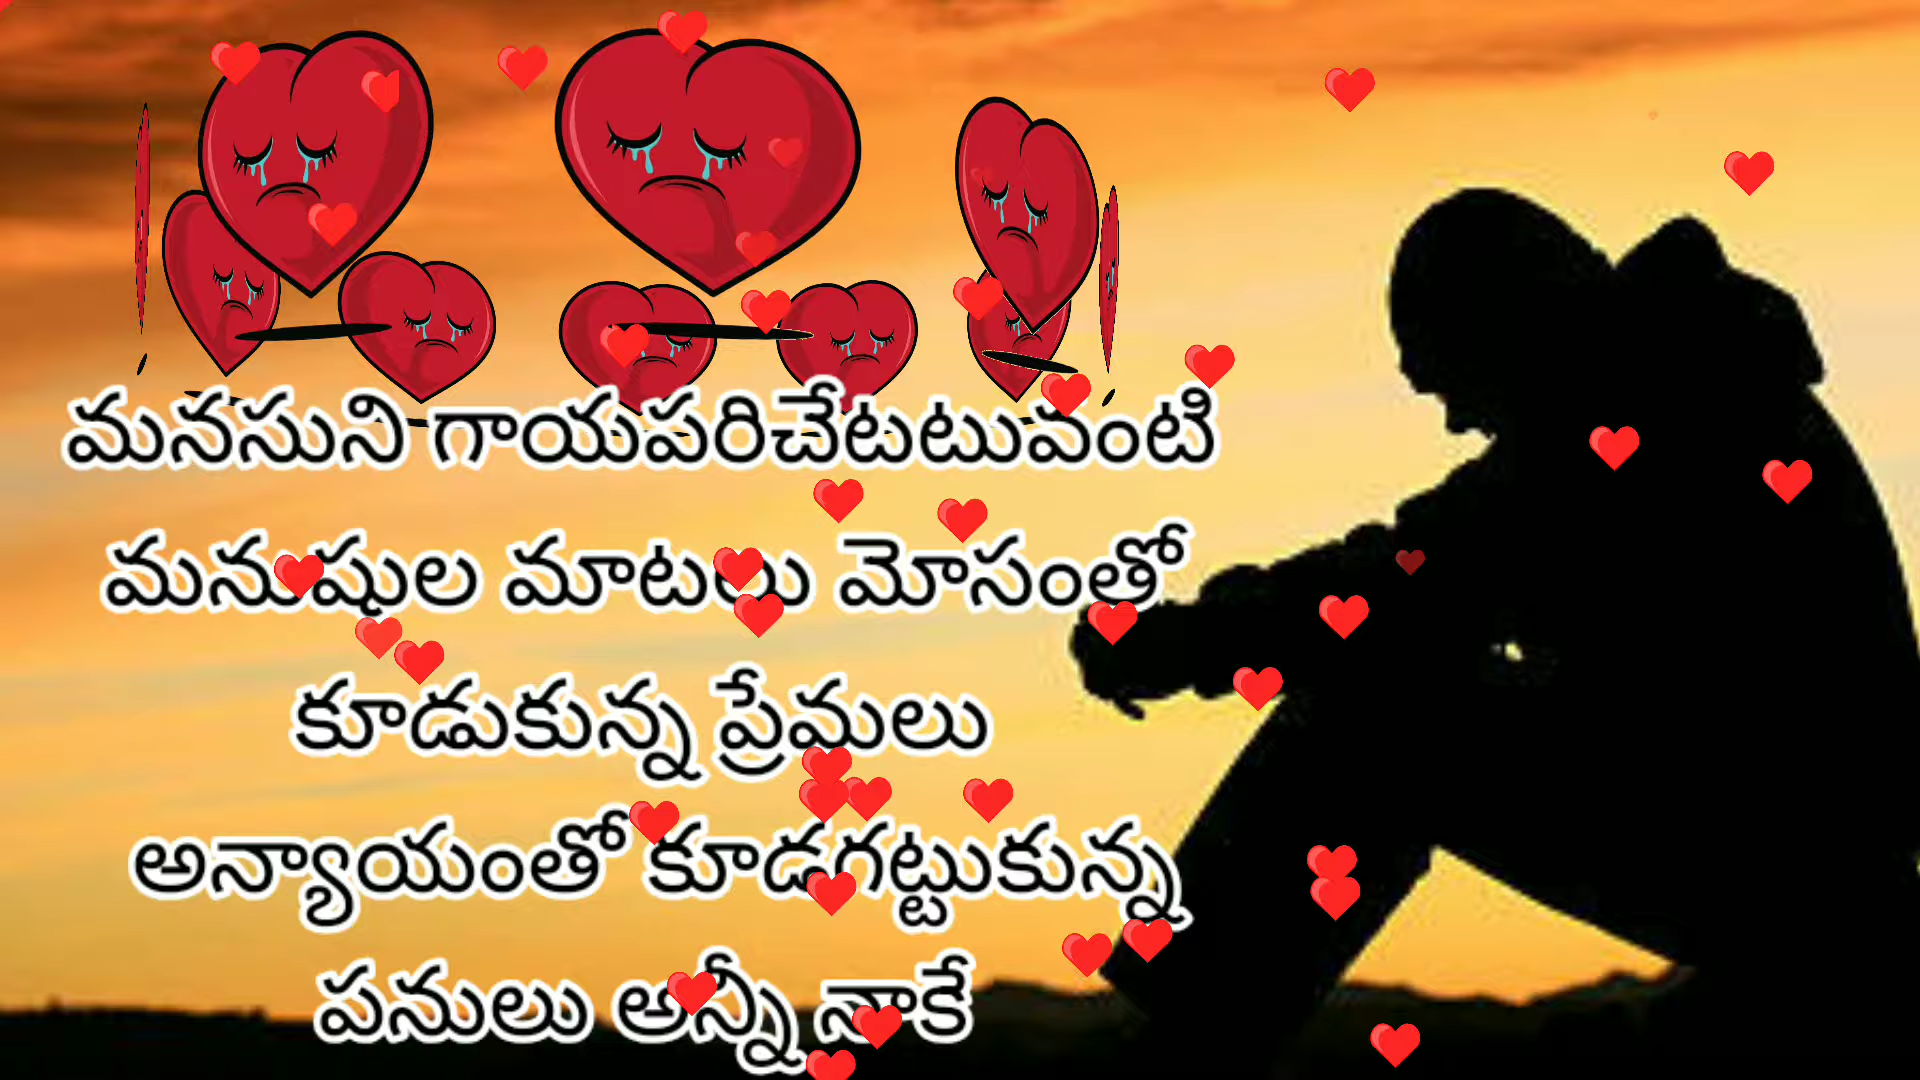 మనసుని గాయపరిచేటటువంటి
మనుషుల మాటలు మోసంతో
కూడుకున్న ప్రేమలు
అన్యాయంతో కూడగట్టుకున్న
పనులు అన్నీ నాకే